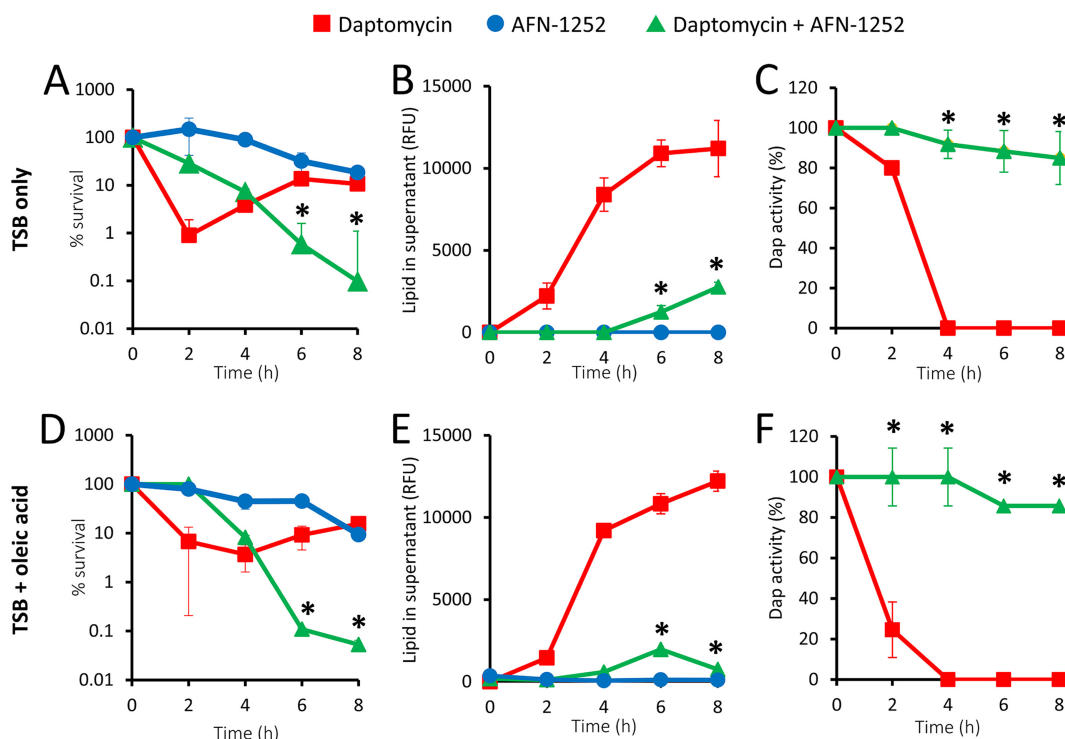 Daptomycin AFN-1252 Daptomycin + AFN-1252
TSB only
A
% survival
1000
100
10
1
0.1
0.01
0 2 4 6 8
Time (h)
* *
B
Lipid in supernatant (RFU)
15000
10000
5000
0
0 2 4 6 8
Time (h)
* *
C
Dap activity (%)
120
100
80
60
40
20
0
0 2 4 6 8
Time (h)
* * *
TSB + oleic acid
D
% survival
1000
100
10
1
0.1
0.01
0 2 4 6 8
Time (h)
* *
E
Lipid in supernatant (RFU)
15000
10000
5000
0
0 2 4 6 8
Time (h)
* *
F
Dap activity (%)
120
100
80
60
40
20
0
0 2 4 6 8
Time (h)
* * * *